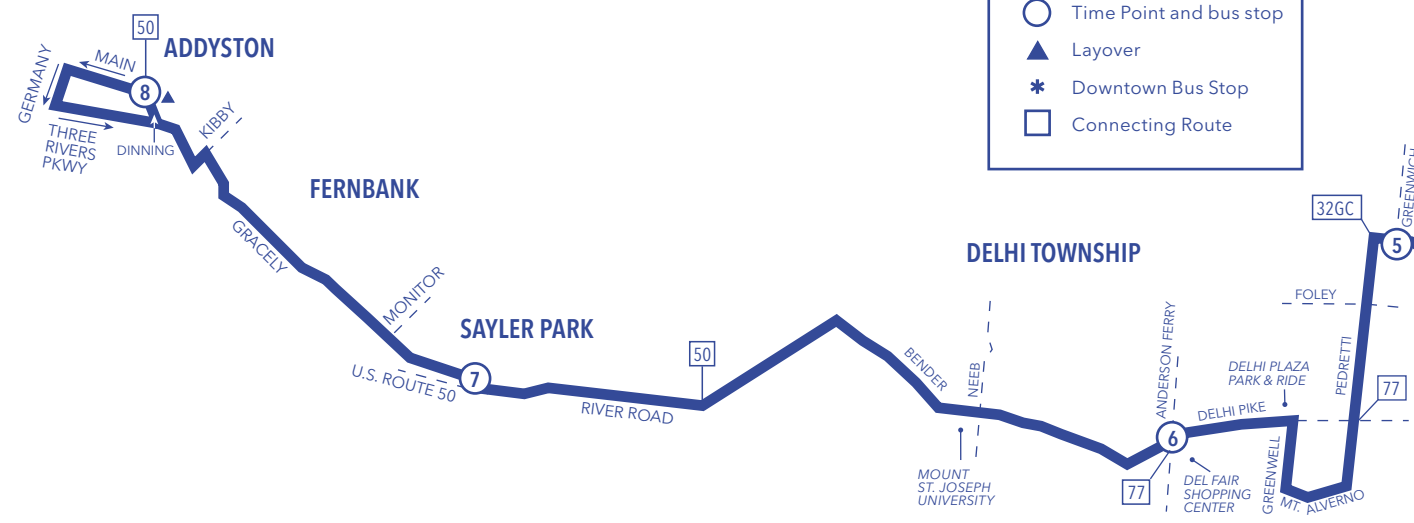 Time Point and bus stop
Layover
Downtown Bus Stop
Connecting Route
50
ADDYSTON
MAIN
GERMANY
8
THREE
RIVERS
PKWY
DINNING
KIBBY
FERNBANK
GRACELY
MONITOR
SAYLER PARK
U.S. ROUTE 50
7
RIVER ROAD
50
DELHI TOWNSHIP
BENDER
NEEB
MOUNT
ST. JOSEPH
UNIVERSITY
ANDERSON FERRY
6
77
DEL FAIR
SHOPPING
CENTER
DELHI PIKE
DELHI PLAZA
PARK & RIDE
GREENWELL
MT. ALVERNO
PEDRETTI
77
FOLEY
32GC
5
GREENWICH